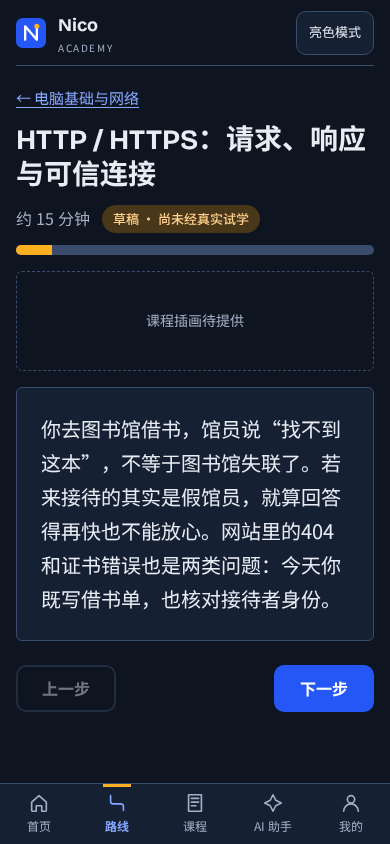 Nico
ACADEMY
亮色模式
← 电脑基础与网络
HTTP / HTTPS：请求、响应
与可信连接
约 15 分钟
草稿 · 尚未经真实试学
课程插画待提供
你去图书馆借书，馆员说“找不到
这本”，不等于图书馆失联了。若
来接待的其实是假馆员，就算回答
得再快也不能放心。网站里的404
和证书错误也是两类问题：今天你
既写借书单，也核对接待者身份。
上一步
下一步
首页
路线
课程
AI 助手
我的